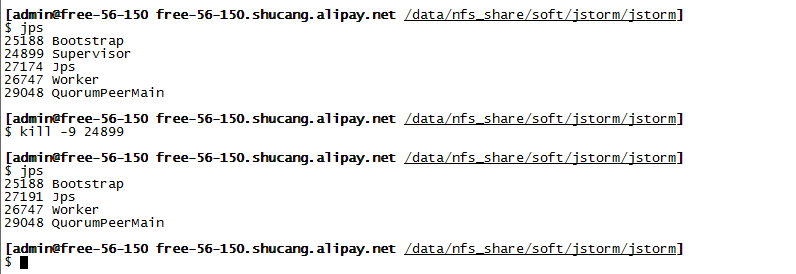 [admin@free-56-150 free-56-150.shucang.alipay.net /data/nfs_share/soft/jstorm/jstorm]
$ jps
25188 Bootstrap
24899 Supervisor
27174 Jps
26747 Worker
29048 QuorumPeerMain
[admin@free-56-150 free-56-150.shucang.alipay.net /data/nfs_share/soft/jstorm/jstorm]
$ kill -9 24899
[admin@free-56-150 free-56-150.shucang.alipay.net /data/nfs_share/soft/jstorm/jstorm]
$ jps
25188 Bootstrap
27191 Jps
26747 Worker
29048 QuorumPeerMain
[admin@free-56-150 free-56-150.shucang.alipay.net /data/nfs_share/soft/jstorm/jstorm]
$